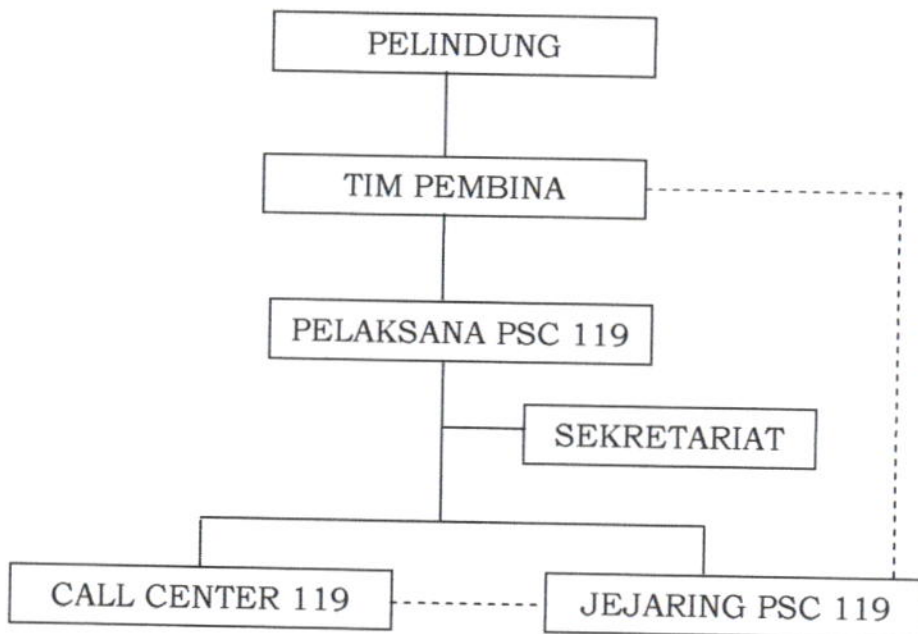 PELINDUNG
TIM PEMBINA
PELAKSANA PSC 119
SEKRETARIAT
CALL CENTER 119
JEJARING PSC 119